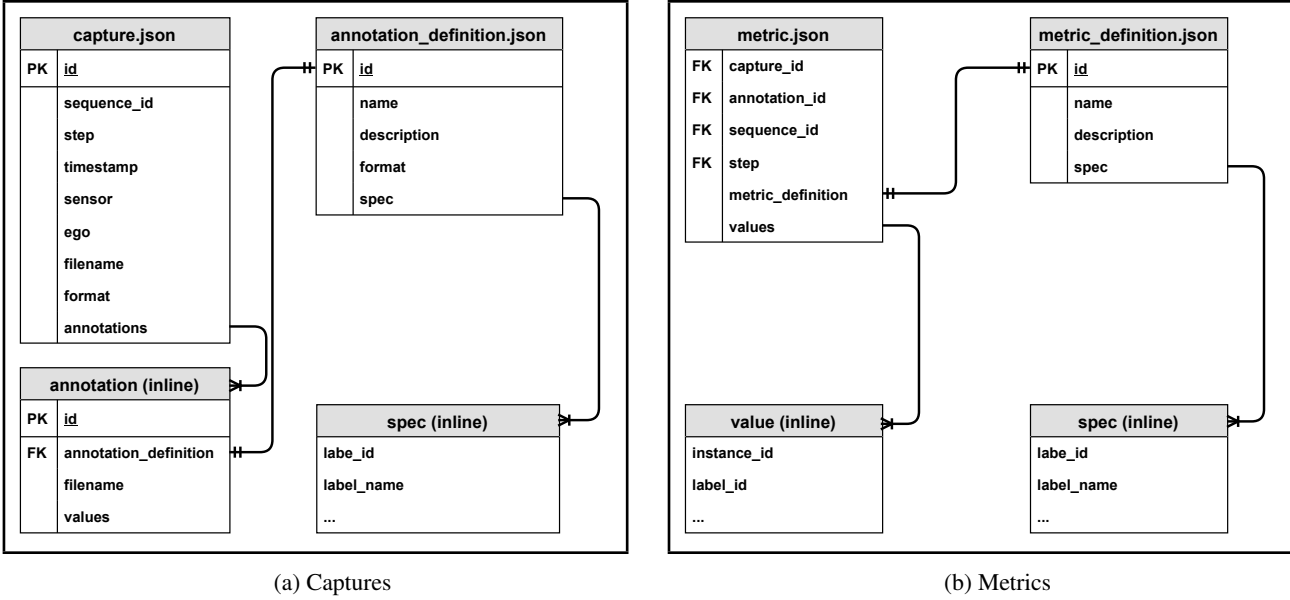 capture.json
PK id
sequence_id
step
timestamp
sensor
ego
filename
format
annotations
annotation (inline)
PK id
FK annotation_definition
filename
values
annotation_definition.json
PK id
name
description
format
spec
spec (inline)
labe_id
label_name
...
(a) Captures
metric.json
FK capture_id
FK annotation_id
FK sequence_id
FK step
metric_definition
values
value (inline)
instance_id
label_id
...
metric_definition.json
PK id
name
description
spec
spec (inline)
labe_id
label_name
...
(b) Metrics